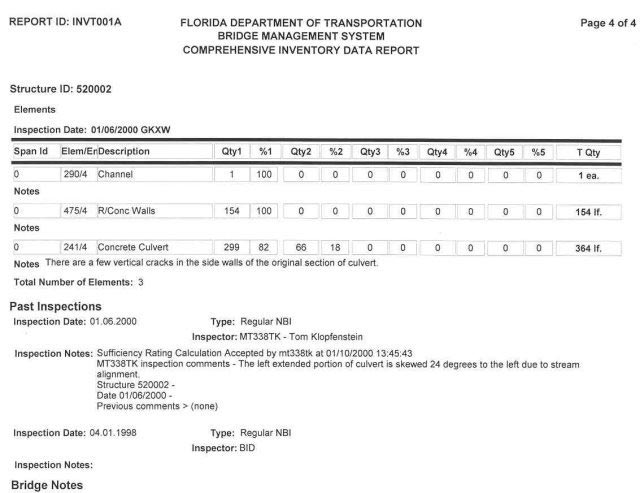 REPORT ID: INVT001A FLORIDA DEPARTMENT OF TRANSPORTATION Page 4 of 4
BRIDGE MANAGEMENT SYSTEM
COMPREHENSIVE INVENTORY DATA REPORT
Structure ID: 520002
Elements
Inspection Date: 01/06/2000 GKXW
Span Id Elem/En Description Qty1 %1 Qty2 %2 Qty3 %3 Qty4 %4 Qty5 %5 T Qty
0 290/4 Channel 1 100 0 0 0 0 0 0 0 0 1 ea.
Notes
0 475/4 R/Conc Walls 154 100 0 0 0 0 0 0 0 0 154 lf.
Notes
0 241/4 Concrete Culvert 299 82 66 18 0 0 0 0 0 0 364 lf.
Notes There are a few vertical cracks in the side walls of the original section of culvert.
Total Number of Elements: 3
Past Inspections
Inspection Date: 01.06.2000 Type: Regular NBI
Inspector: MT338TK - Tom Klopfenstein
Inspection Notes: Sufficiency Rating Calculation Accepted by mt338tk at 01/10/2000 13:45:43
MT338TK inspection comments - The left extended portion of culvert is skewed 24 degrees to the left due to stream
alignment.
Structure 520002 -
Date 01/06/2000 -
Previous comments > (none)
Inspection Date: 04.01.1998 Type: Regular NBI
Inspector: BID
Inspection Notes:
Bridge Notes